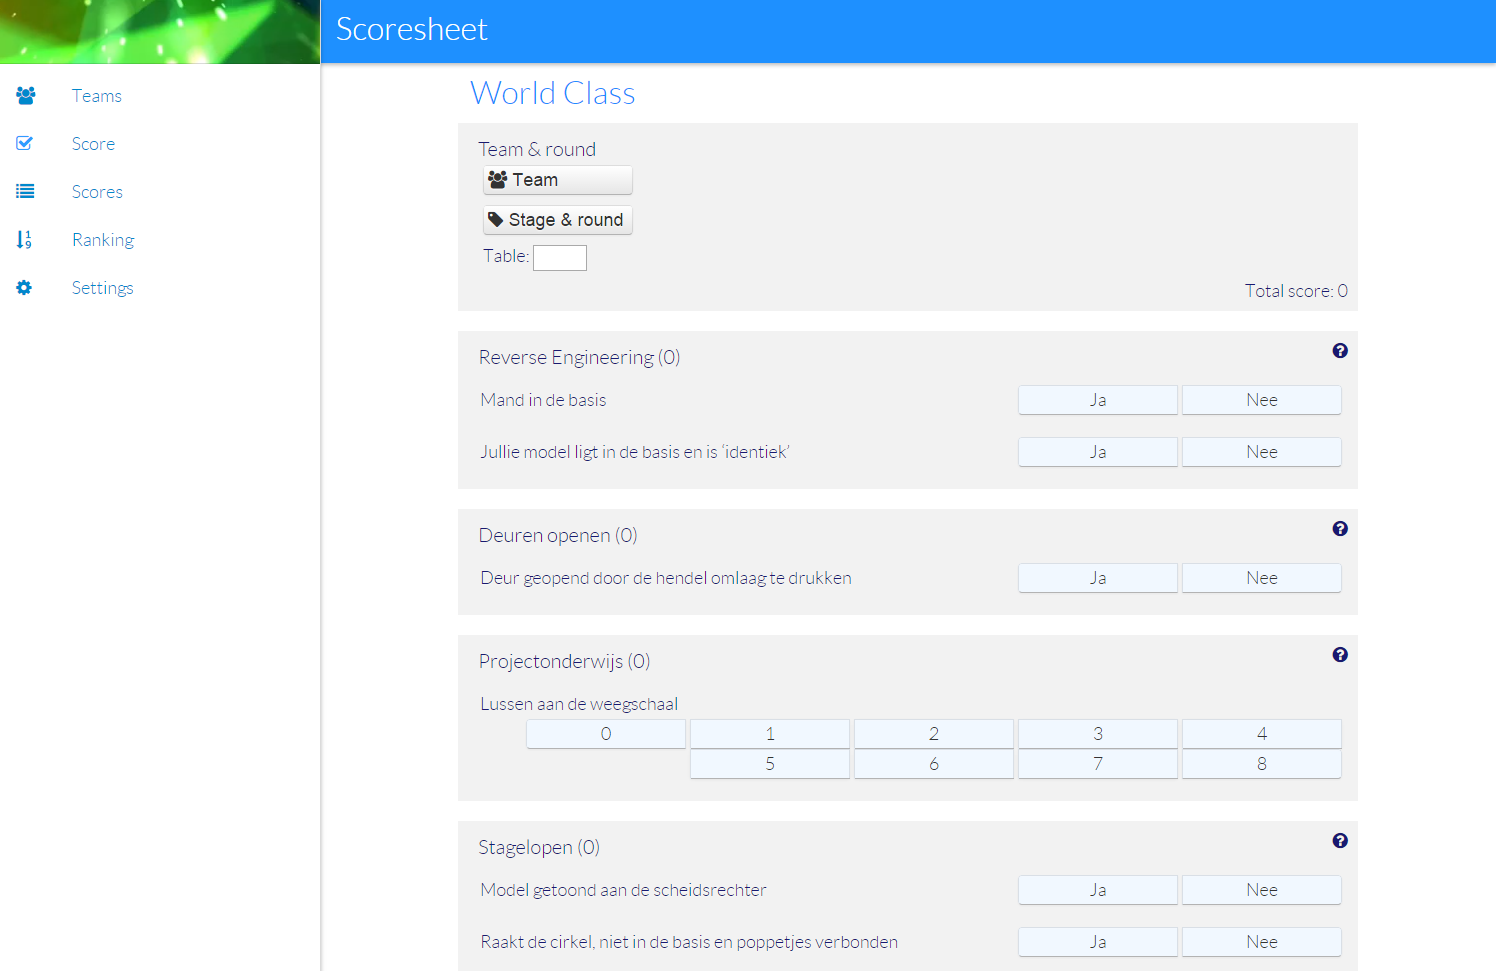 Scoresheet
Teams
Score
Scores
Ranking
Settings
World Class
Team & round
Team
Stage & round
Table:
Total score: 0
Reverse Engineering (0)
Mand in de basis Ja Nee
Jullie model ligt in de basis en is ‘identiek’ Ja Nee
Deuren openen (0)
Deur geopend door de hendel omlaag te drukken Ja Nee
Projectonderwijs (0)
Lussen aan de weegschaal
0 1 2 3 4
5 6 7 8
Stagelopen (0)
Model getoond aan de scheidsrechter Ja Nee
Raakt de cirkel, niet in de basis en poppetjes verbonden Ja Nee